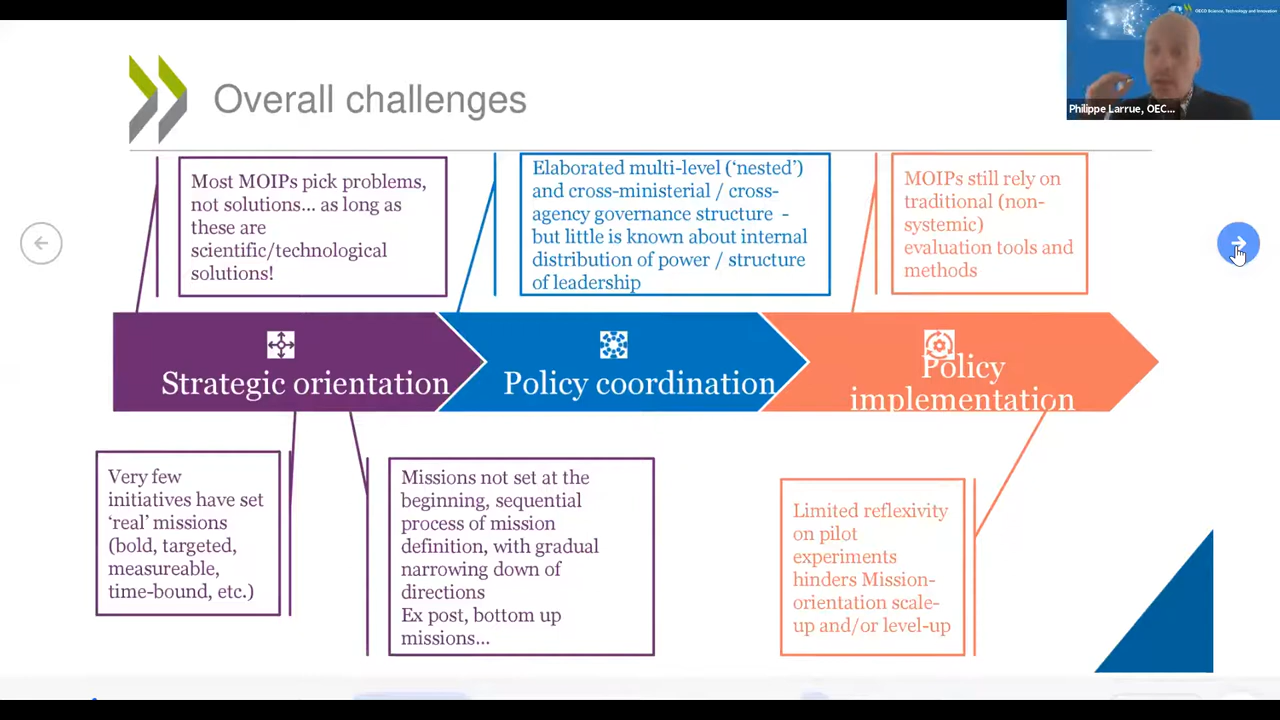 OECD Science, Technology and Innovation
Philippe Larrue, OEC...
Overall challenges
Most MOIPs pick problems,
not solutions... as long as
these are
scientific/technological
solutions!
Elaborated multi-level (‘nested’)
and cross-ministerial / cross-
agency governance structure -
but little is known about internal
distribution of power / structure
of leadership
MOIPs still rely on
traditional (non-
systemic)
evaluation tools and
methods
Strategic orientation
Policy coordination
Policy
implementation
Very few
initiatives have set
‘real’ missions
(bold, targeted,
measureable,
time-bound, etc.)
Missions not set at the
beginning, sequential
process of mission
definition, with gradual
narrowing down of
directions
Ex post, bottom up
missions...
Limited reflexivity
on pilot
experiments
hinders Mission-
orientation scale-
up and/or level-up